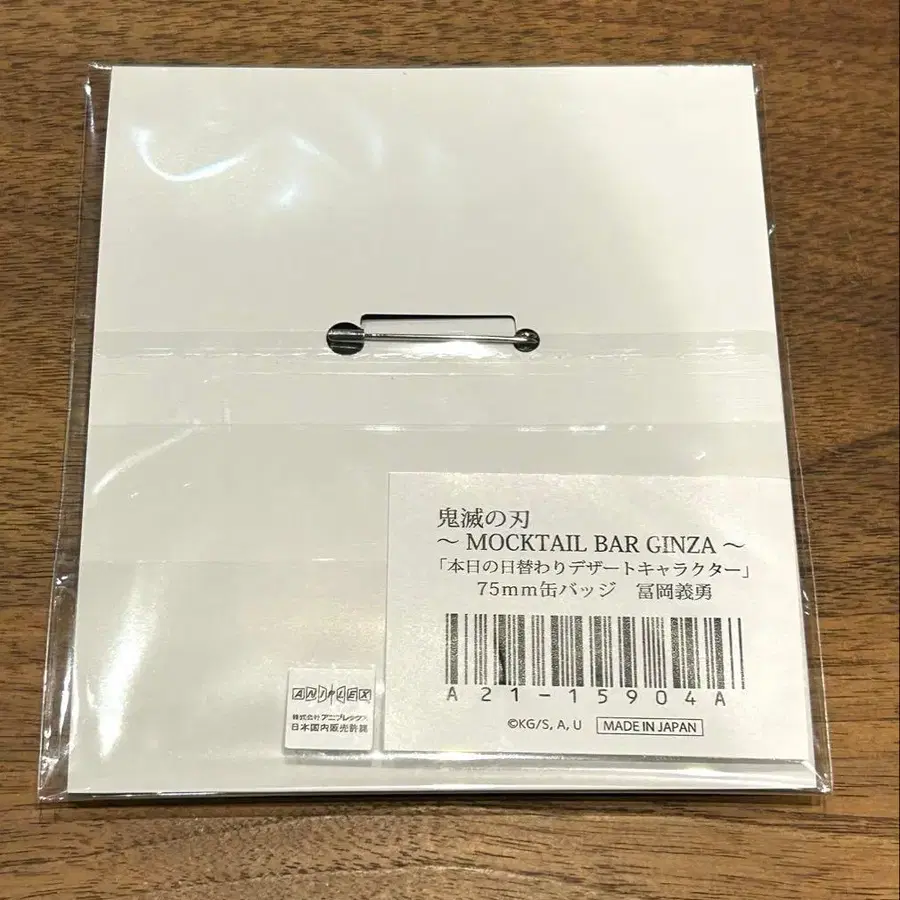 鬼滅の刃
～ MOCKTAIL BAR GINZA ～
「本日の日替わりデザートキャラクター」
75mm缶バッジ　冨岡義勇
A21-15904A
©KG/S, A, U
MADE IN JAPAN
ANIPLEX
株式会社アニプレックス
日本国内販売許諾